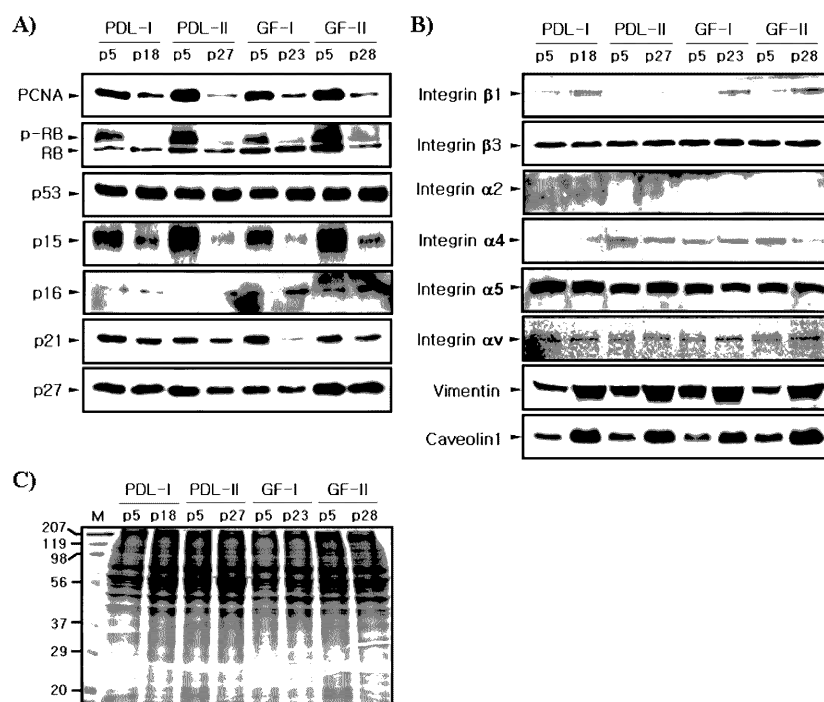 A)
PDL-I PDL-II GF-I GF-II
p5 p18 p5 p27 p5 p23 p5 p28
PCNA
p-RB
RB
p53
p15
p16
p21
p27
B)
PDL-I PDL-II GF-I GF-II
p5 p18 p5 p27 p5 p23 p5 p28
Integrin β1
Integrin β3
Integrin α2
Integrin α4
Integrin α5
Integrin αv
Vimentin
Caveolin1
C)
PDL-I PDL-II GF-I GF-II
M p5 p18 p5 p27 p5 p23 p5 p28
207
119
98
56
37
29
20